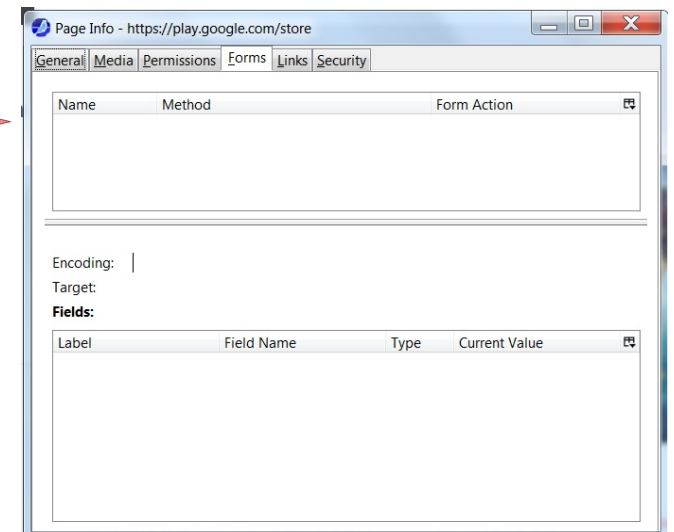 Page Info - https://play.google.com/store
General Media Permissions Forms Links Security
Name Method Form Action
Encoding:
Target:
Fields:
Label Field Name Type Current Value